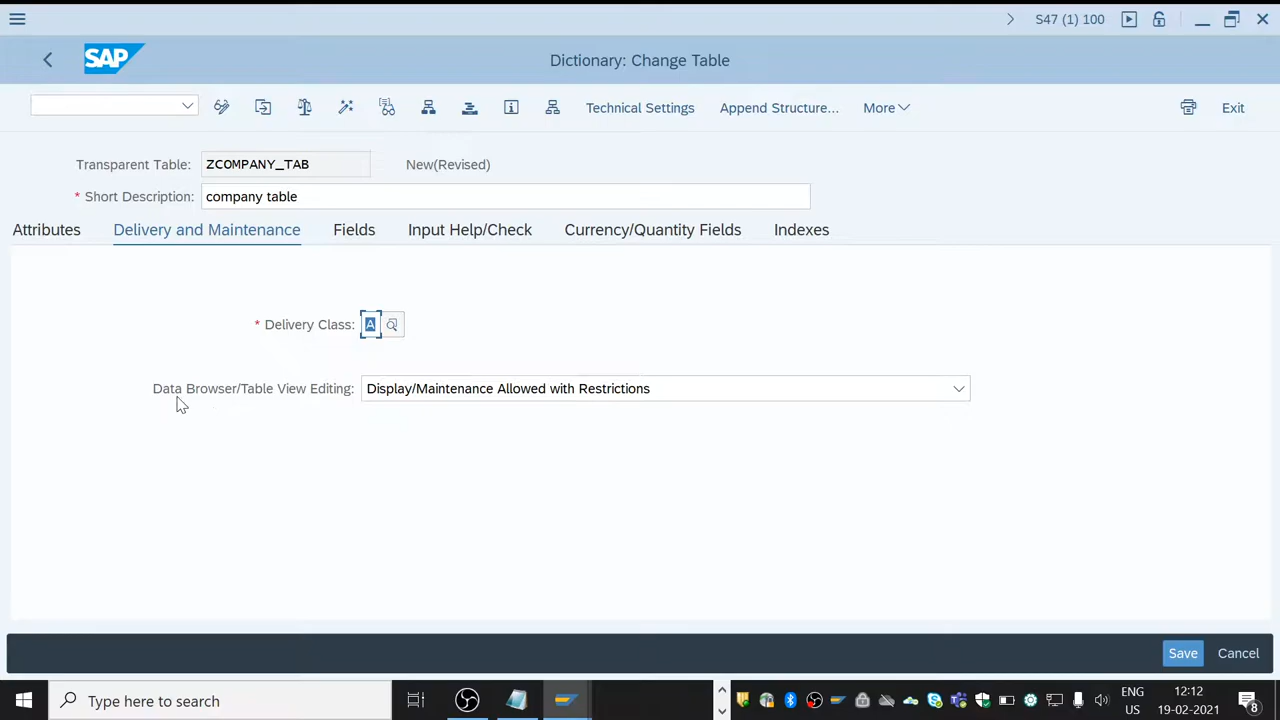 S47 (1) 100
SAP
Dictionary: Change Table
Technical Settings
Append Structure...
More
Exit
Transparent Table: ZCOMPANY_TAB New(Revised)
* Short Description: company table
Attributes
Delivery and Maintenance
Fields
Input Help/Check
Currency/Quantity Fields
Indexes
* Delivery Class: A
Data Browser/Table View Editing: Display/Maintenance Allowed with Restrictions
Save
Cancel
Type here to search
ENG
US
12:12
19-02-2021
8